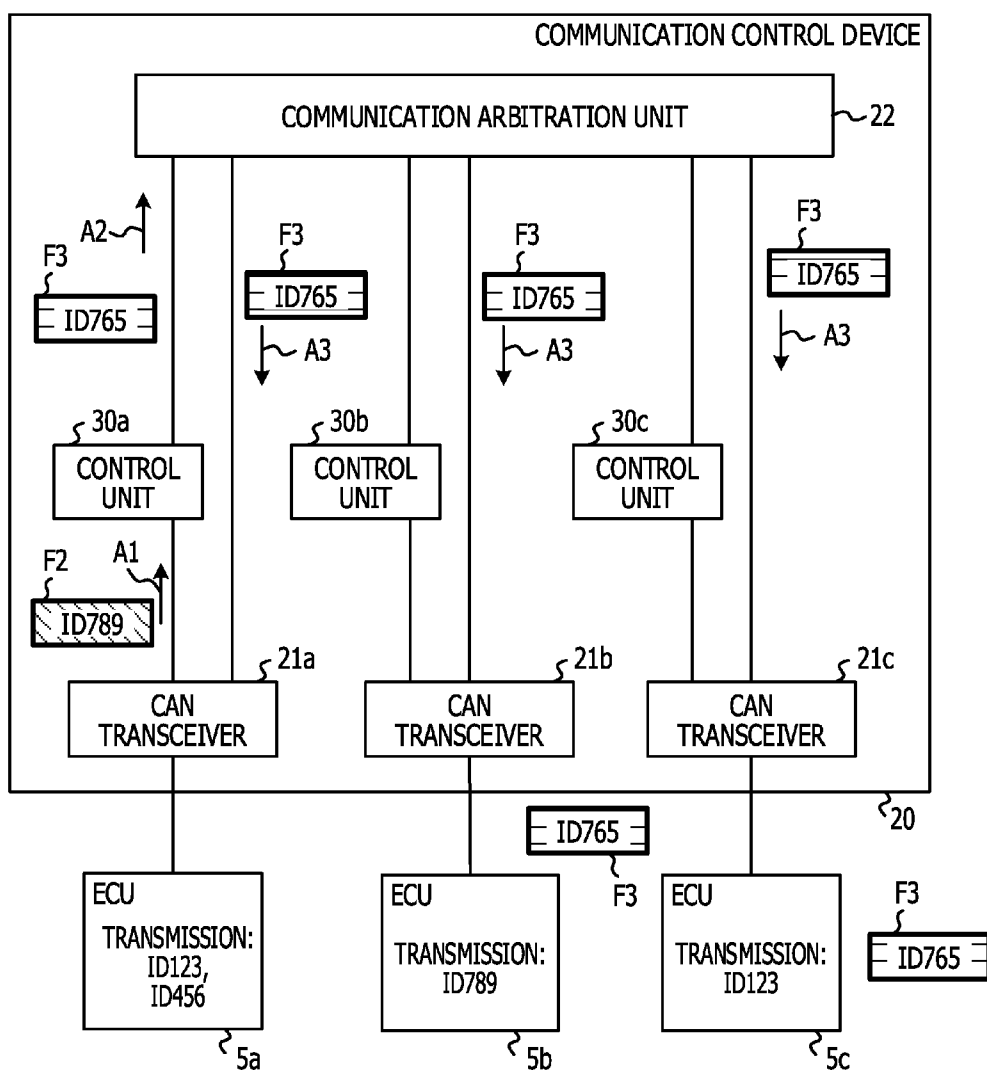 COMMUNICATION CONTROL DEVICE
COMMUNICATION ARBITRATION UNIT
22
A2
F3
ID765
F3
ID765
A3
F3
ID765
A3
F3
ID765
A3
30a
CONTROL
UNIT
30b
CONTROL
UNIT
30c
CONTROL
UNIT
F2
A1
ID789
21a
CAN
TRANSCEIVER
21b
CAN
TRANSCEIVER
21c
CAN
TRANSCEIVER
20
ID765
F3
ECU
TRANSMISSION:
ID123,
ID456
5a
ECU
TRANSMISSION:
ID789
5b
ECU
TRANSMISSION:
ID123
5c
F3
ID765